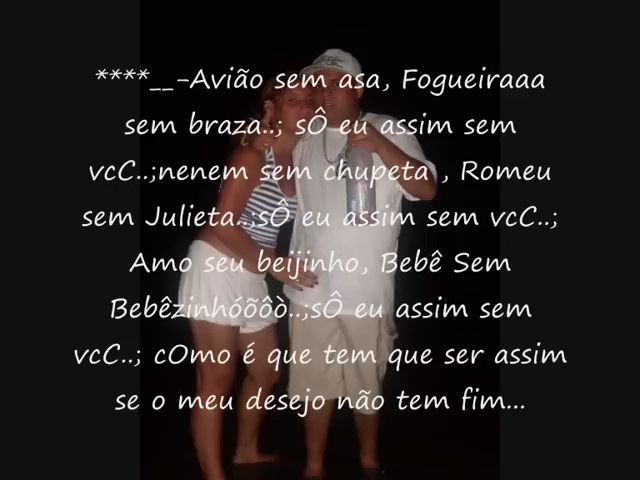 ****__-Avião sem asa, Fogueiraaa
sem braza..; sÔ eu assim sem
vcC..;nenem sem chupeta , Romeu
sem Julieta..;sÔ eu assim sem vcC..;
Amo seu beijinho, Bebê Sem
Bebêzinhóõôò..;sÔ eu assim sem
vcC..; cOmo é que tem que ser assim
se o meu desejo não tem fim...